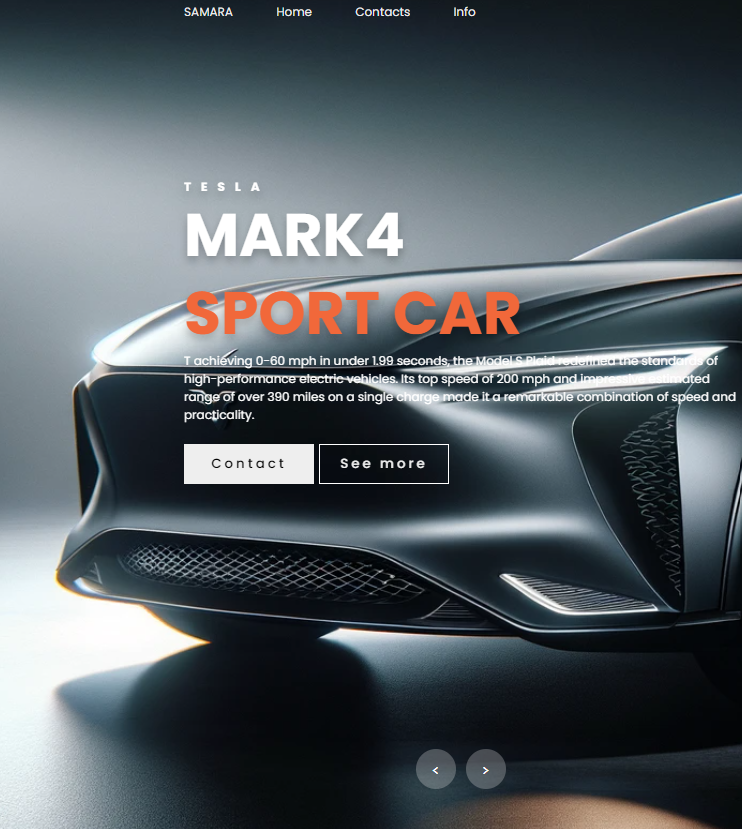 SAMARA Home Contacts Info
TESLA
MARK4
SPORT CAR
T achieving 0-60 mph in under 1.99 seconds, the Model S Plaid redefined the standards of
high-performance electric vehicles. Its top speed of 200 mph and impressive estimated
range of over 390 miles on a single charge made it a remarkable combination of speed and
practicality.
Contact See more
< >